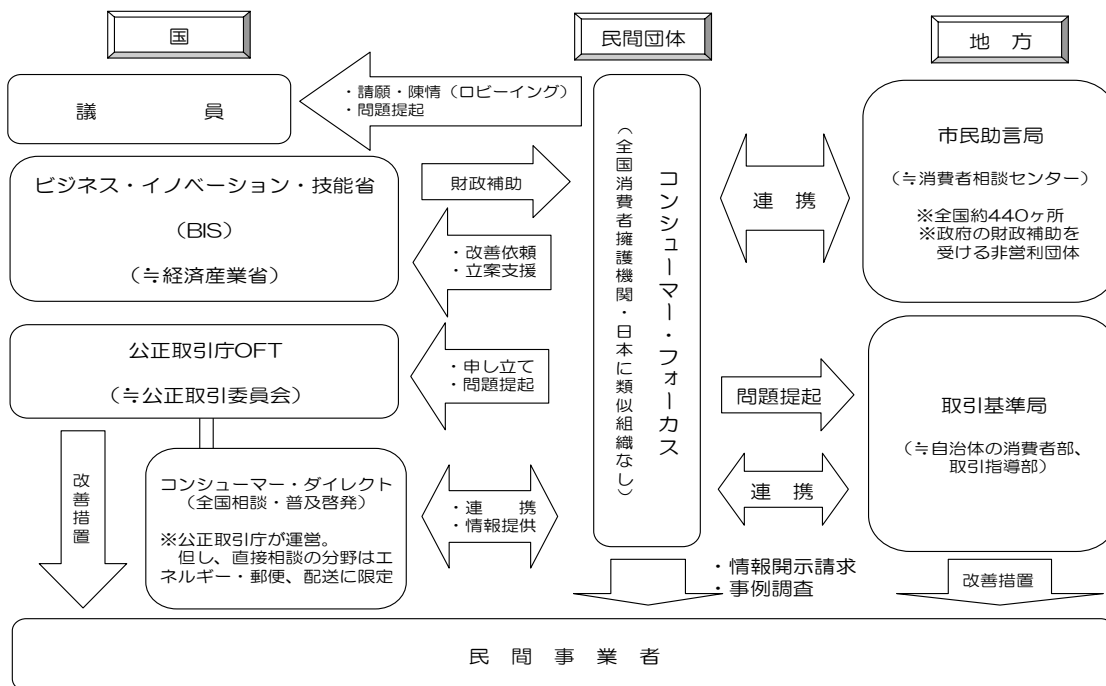 国
民間団体
地　方
議　員
・請願・陳情（ロビーイング）
・問題提起
ビジネス・イノベーション・技能省
（BIS）
（≒経済産業省）
財政補助
・改善依頼
・立案支援
公正取引庁OFT
（≒公正取引委員会）
・申し立て
・問題提起
改善措置
コンシューマー・ダイレクト
（全国相談・普及啓発）
※公正取引庁が運営。
但し、直接相談の分野はエ
ネルギー・郵便、配送に限定
・連　携
・情報提供
コンシューマー・フォーカス
（全国消費者擁護機関・日本に類似組織なし）
連　携
市民助言局
（≒消費者相談センター）
※全国約440ヶ所
※政府の財政補助を
受ける非営利団体
問題提起
連　携
取引基準局
（≒自治体の消費者部、
取引指導部）
・情報開示請求
・事例調査
改善措置
民　間　事　業　者